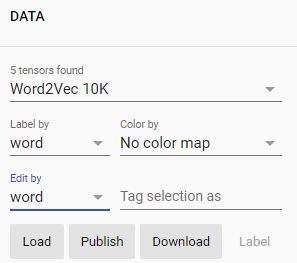 DATA
5 tensors found
Word2Vec 10K
Label by Color by
word No color map
Edit by
word Tag selection as
Load Publish Download Label